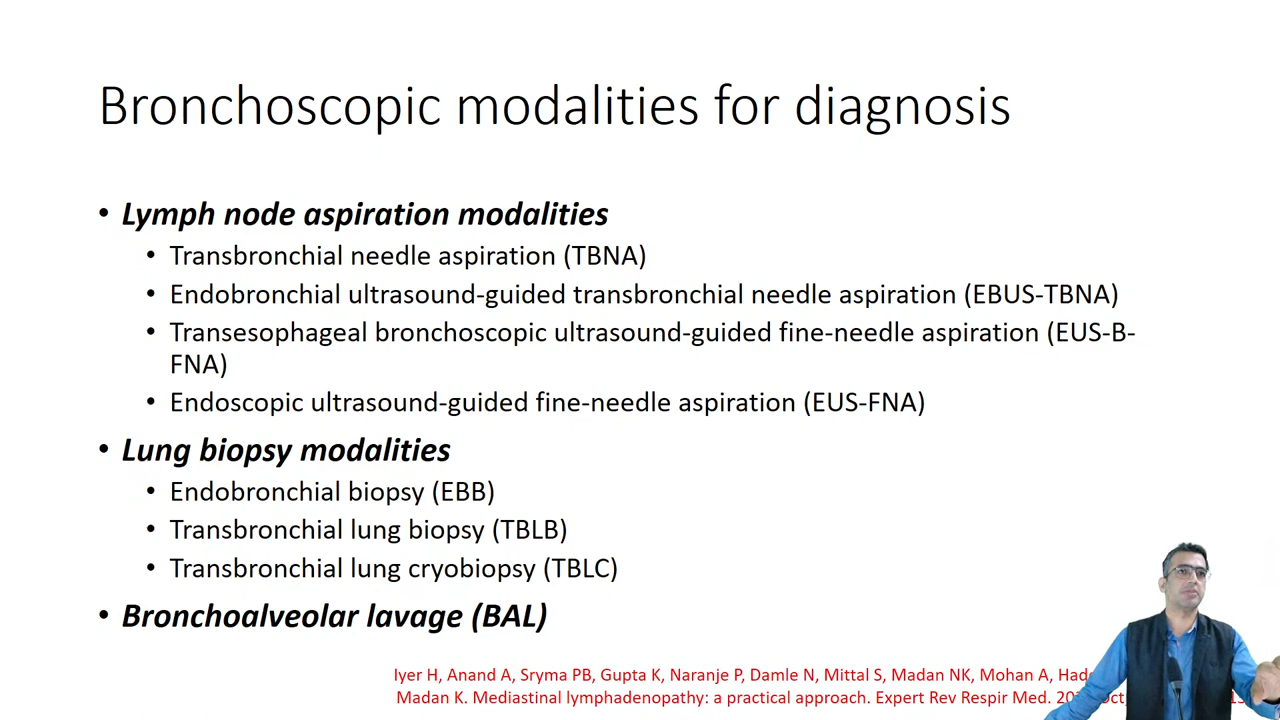 Bronchoscopic modalities for diagnosis
• Lymph node aspiration modalities
• Transbronchial needle aspiration (TBNA)
• Endobronchial ultrasound-guided transbronchial needle aspiration (EBUS-TBNA)
• Transesophageal bronchoscopic ultrasound-guided fine-needle aspiration (EUS-B-
FNA)
• Endoscopic ultrasound-guided fine-needle aspiration (EUS-FNA)
• Lung biopsy modalities
• Endobronchial biopsy (EBB)
• Transbronchial lung biopsy (TBLB)
• Transbronchial lung cryobiopsy (TBLC)
• Bronchoalveolar lavage (BAL)
Iyer H, Anand A, Sryma PB, Gupta K, Naranje P, Damle N, Mittal S, Madan NK, Mohan A,
Madan K. Mediastinal lymphadenopathy: a practical approach. Expert Rev Respir Med.